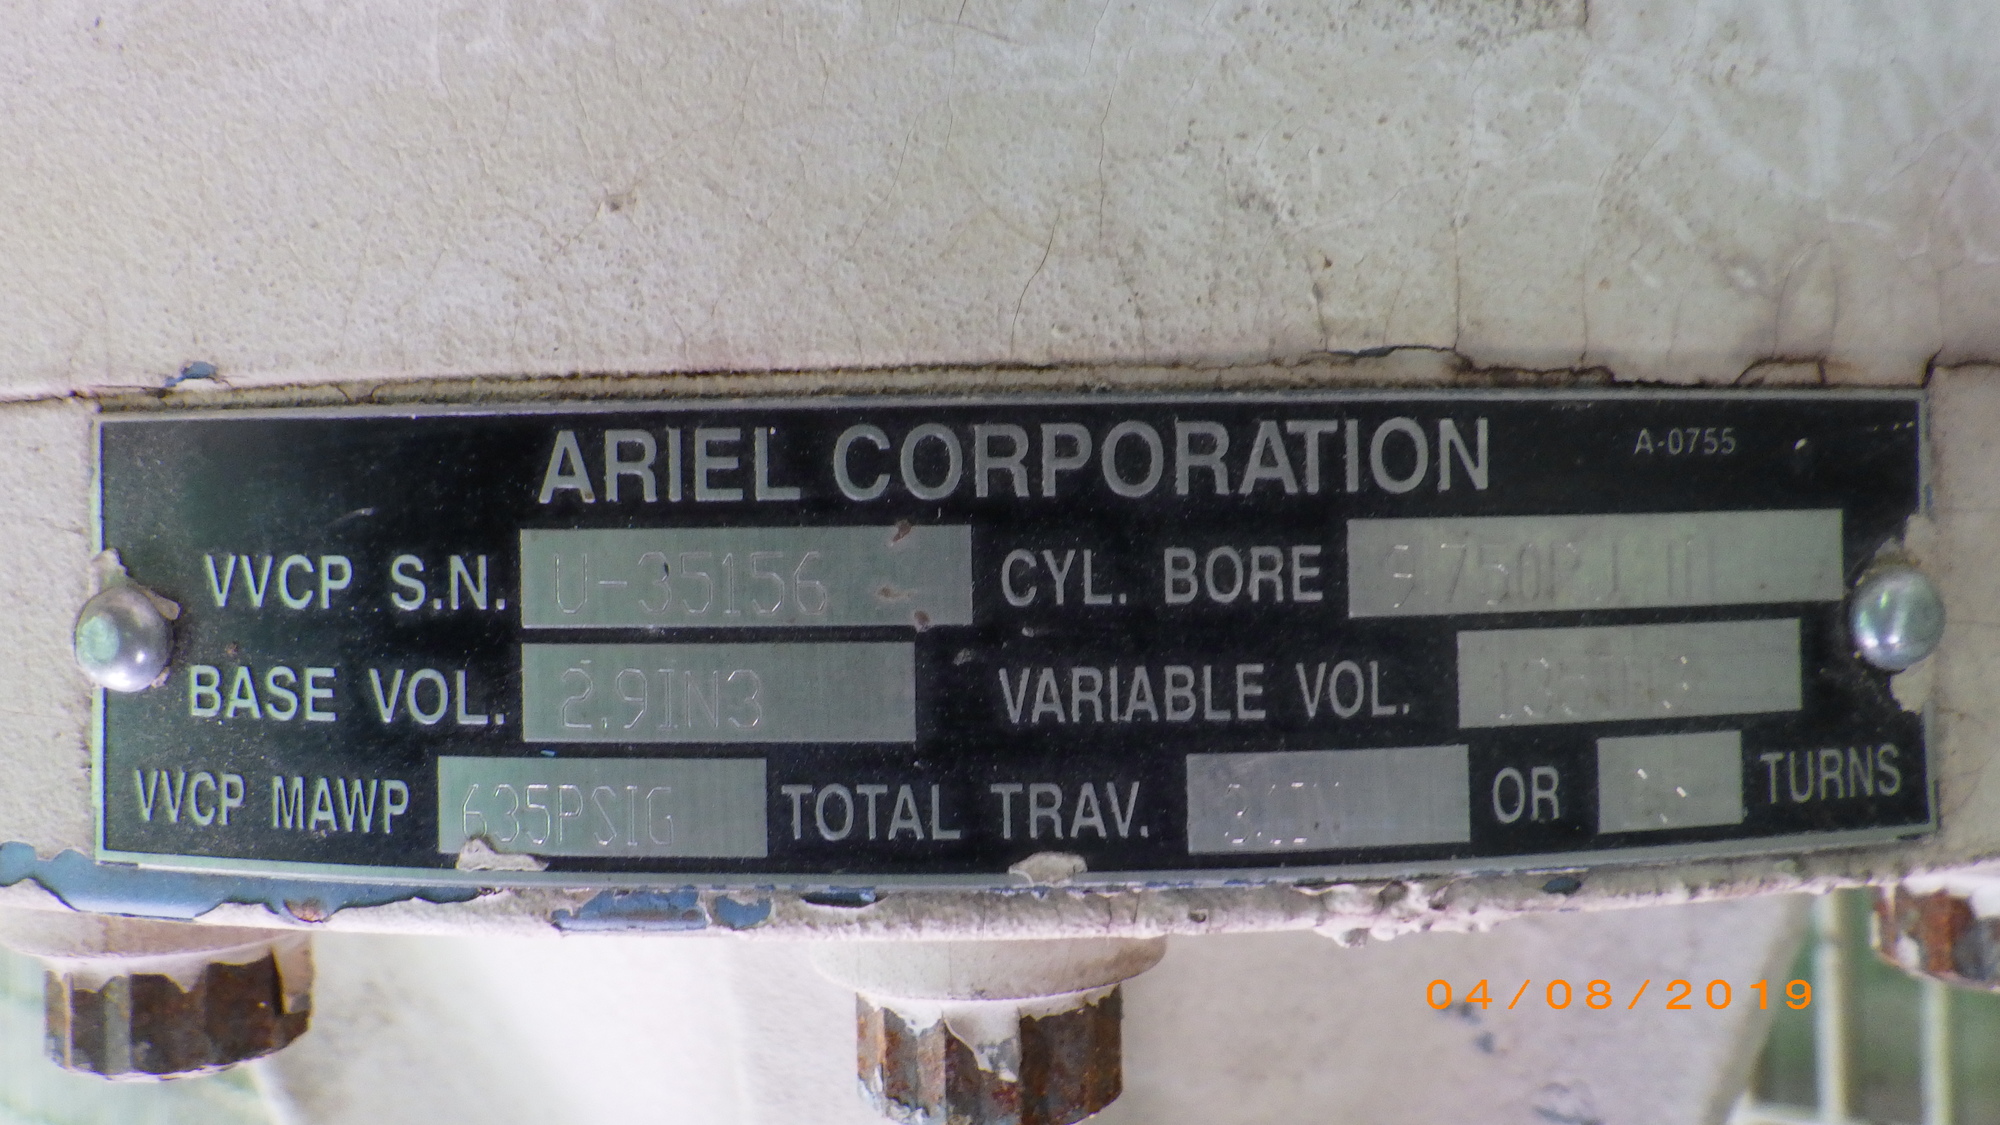 ARIEL CORPORATION A-0755
VVCP S.N. U-35156 CYL. BORE
BASE VOL. 2.9IN3 VARIABLE VOL.
VVCP MAWP 635PSIG TOTAL TRAV. OR TURNS
04/08/2019